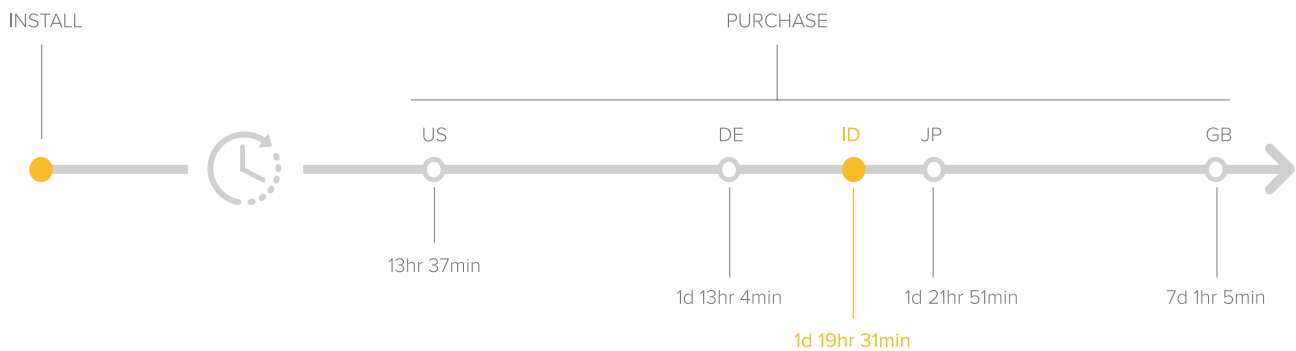 INSTALL
PURCHASE
US
DE
ID
JP
GB
13hr 37min
1d 13hr 4min
1d 19hr 31min
1d 21hr 51min
7d 1hr 5min